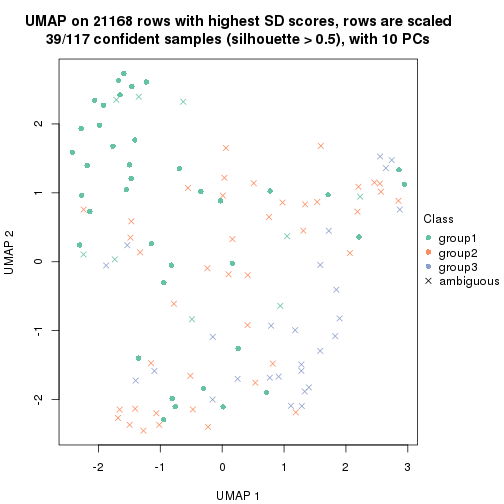 UMAP on 21168 rows with highest SD scores, rows are scaled
39/117 confident samples (silhouette > 0.5), with 10 PCs
2
1
0
-1
-2
UMAP 2
-2
-1
0
1
2
3
UMAP 1
Class
group1
group2
group3
ambiguous